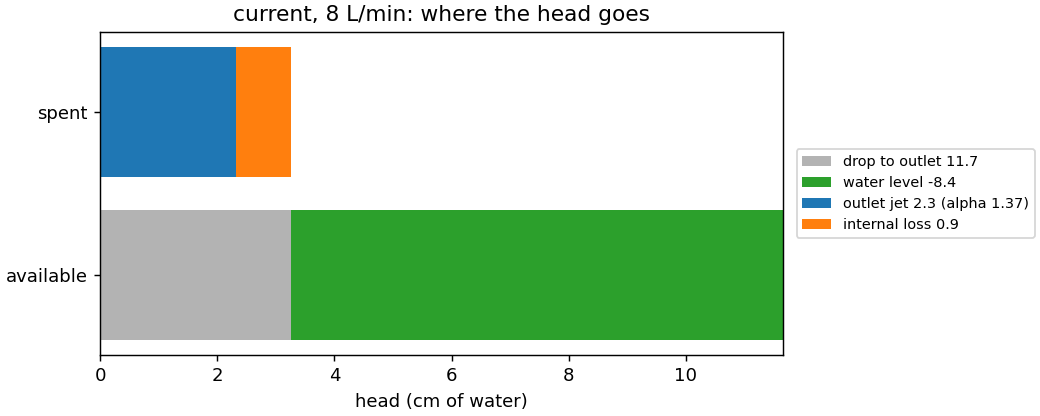 current, 8 L/min: where the head goes
spent
available
0 2 4 6 8 10
head (cm of water)
drop to outlet 11.7
water level -8.4
outlet jet 2.3 (alpha 1.37)
internal loss 0.9